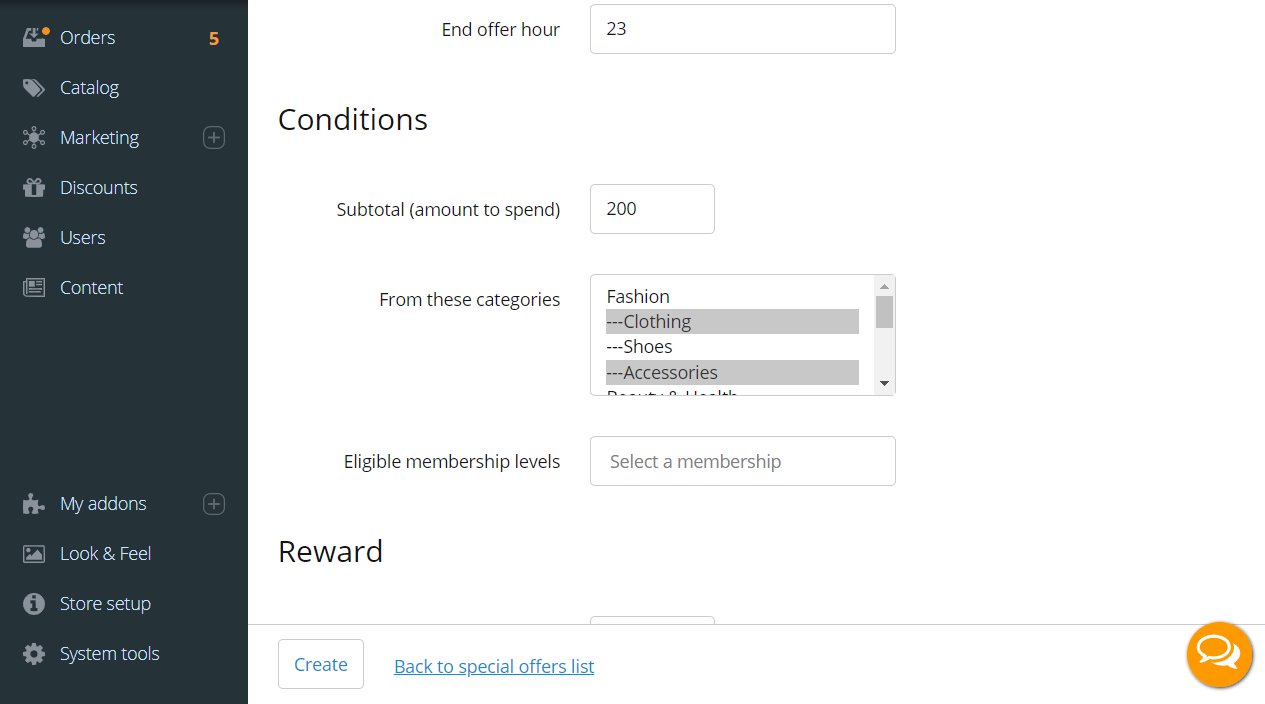 Orders 5
Catalog
Marketing
Discounts
Users
Content
My addons
Look & Feel
Store setup
System tools
End offer hour 23
Conditions
Subtotal (amount to spend) 200
From these categories
Fashion
---Clothing
---Shoes
---Accessories
Beauty & Health
Eligible membership levels Select a membership
Reward
Create Back to special offers list